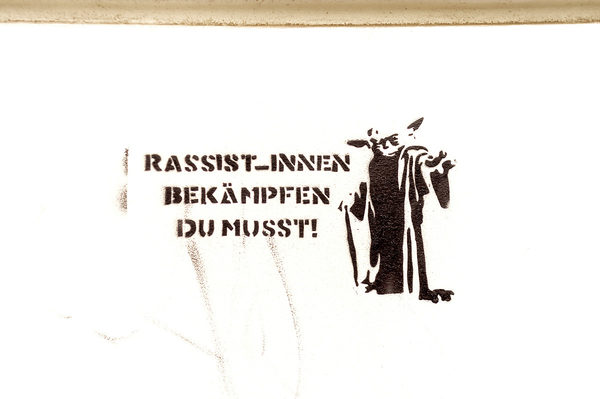 RASSIST_INNEN
BEKÄMPFEN
DU MUSST!